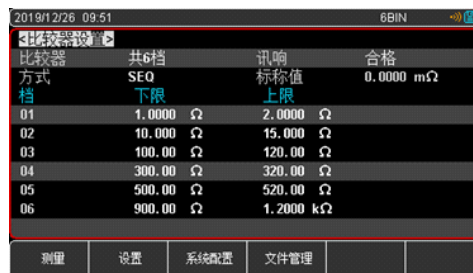 2019/12/26 09:51 6BIN
<比较器设置>
比较器 共6档 讯响 合格
方式 SEQ 标称值 0.0000 mΩ
档 下限 上限
01 1.0000 Ω 2.0000 Ω
02 10.000 Ω 15.000 Ω
03 100.00 Ω 120.00 Ω
04 300.00 Ω 320.00 Ω
05 500.00 Ω 520.00 Ω
06 900.00 Ω 1.2000 kΩ
测量 设置 系统配置 文件管理